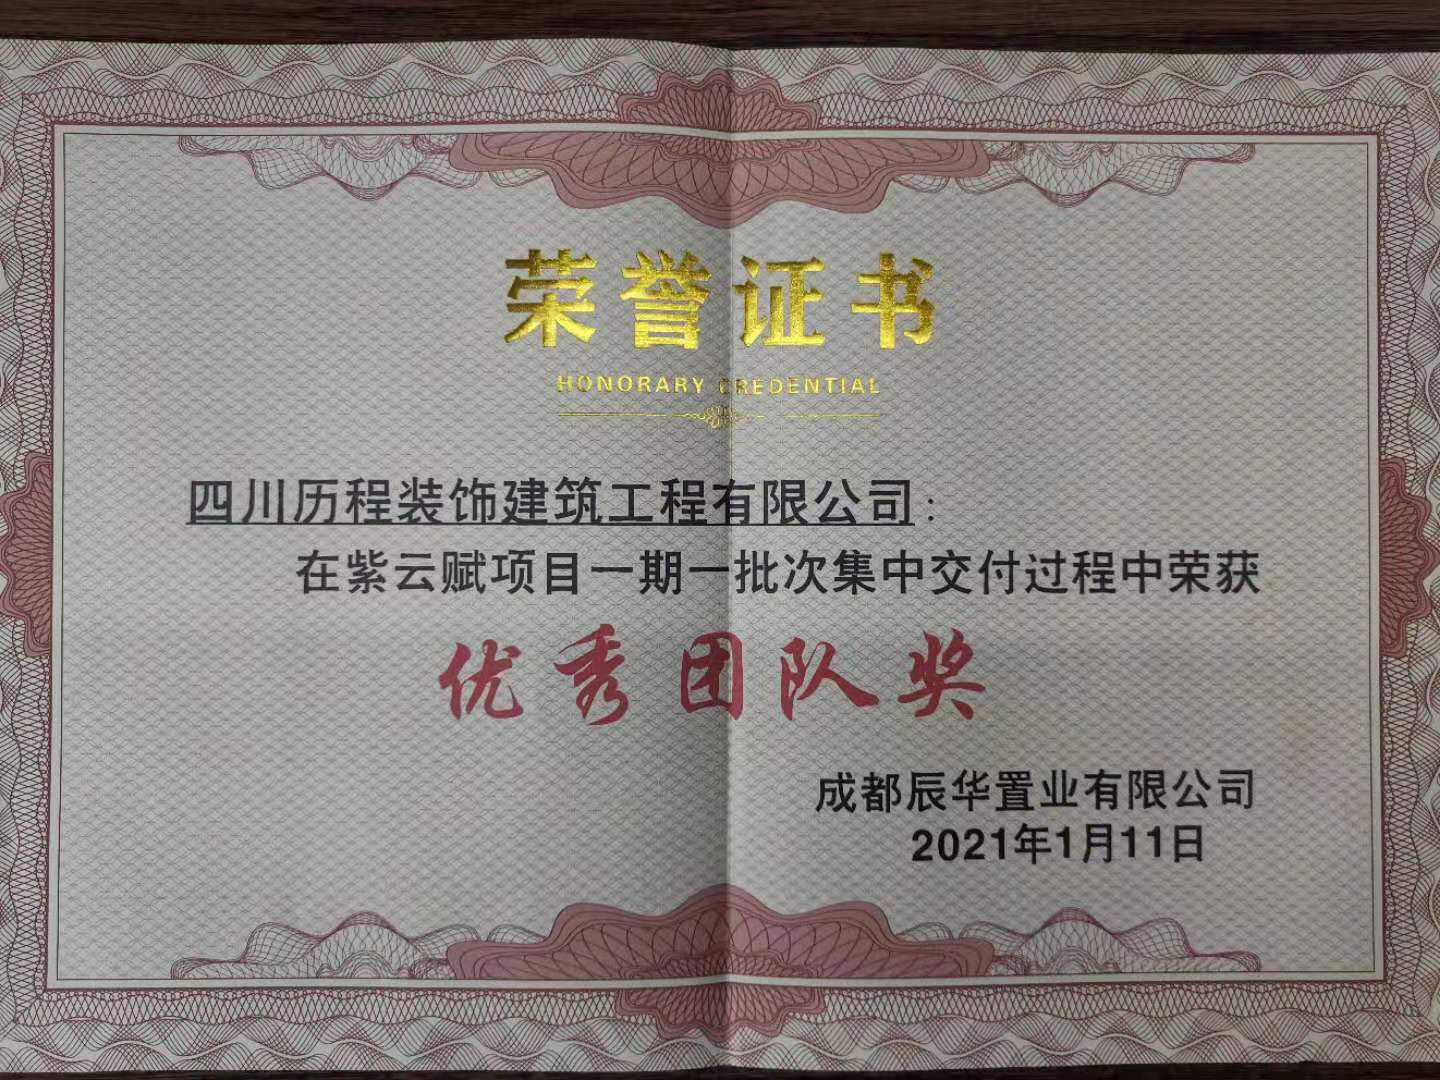 荣誉证书
HONORARY CREDENTIAL
四川历程装饰建筑工程有限公司：
在紫云赋项目一期一批次集中交付过程中荣获
优秀团队奖
成都辰华置业有限公司
2021年1月11日